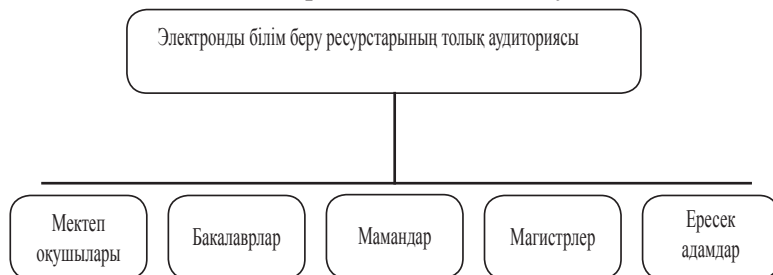 Электронды білім беру ресурстарының толық аудиториясы
Мектеп
оқушылары
Бакалаврлар
Мамандар
Магистрлер
Ересек
адамдар